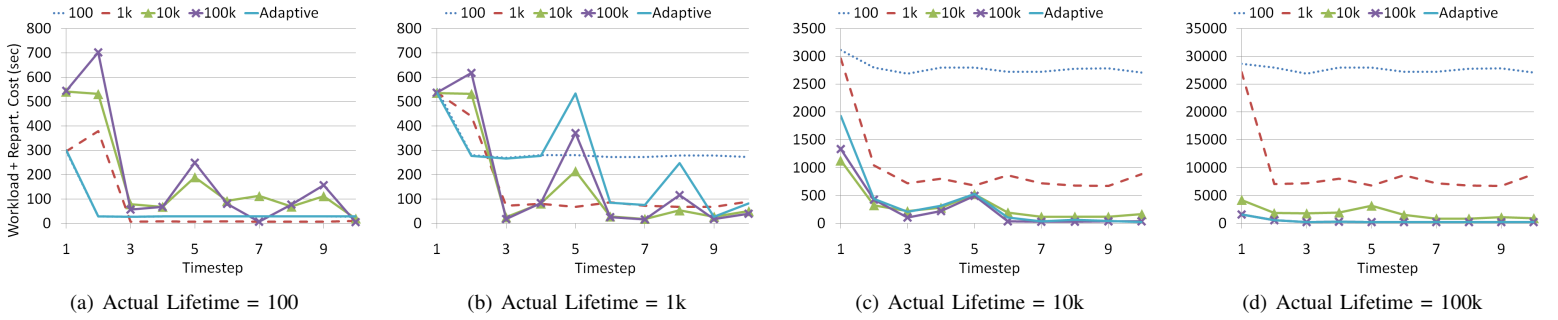 100 1k 10k 100k Adaptive
Workload + Repart. Cost (sec)
800
700
600
500
400
300
200
100
0
1 3 5 7 9
Timestep
(a) Actual Lifetime = 100
100 1k 10k 100k Adaptive
800
700
600
500
400
300
200
100
0
1 3 5 7 9
Timestep
(b) Actual Lifetime = 1k
100 1k 10k 100k Adaptive
3500
3000
2500
2000
1500
1000
500
0
1 3 5 7 9
Timestep
(c) Actual Lifetime = 10k
100 1k 10k 100k Adaptive
35000
30000
25000
20000
15000
10000
5000
0
1 3 5 7 9
Timestep
(d) Actual Lifetime = 100k